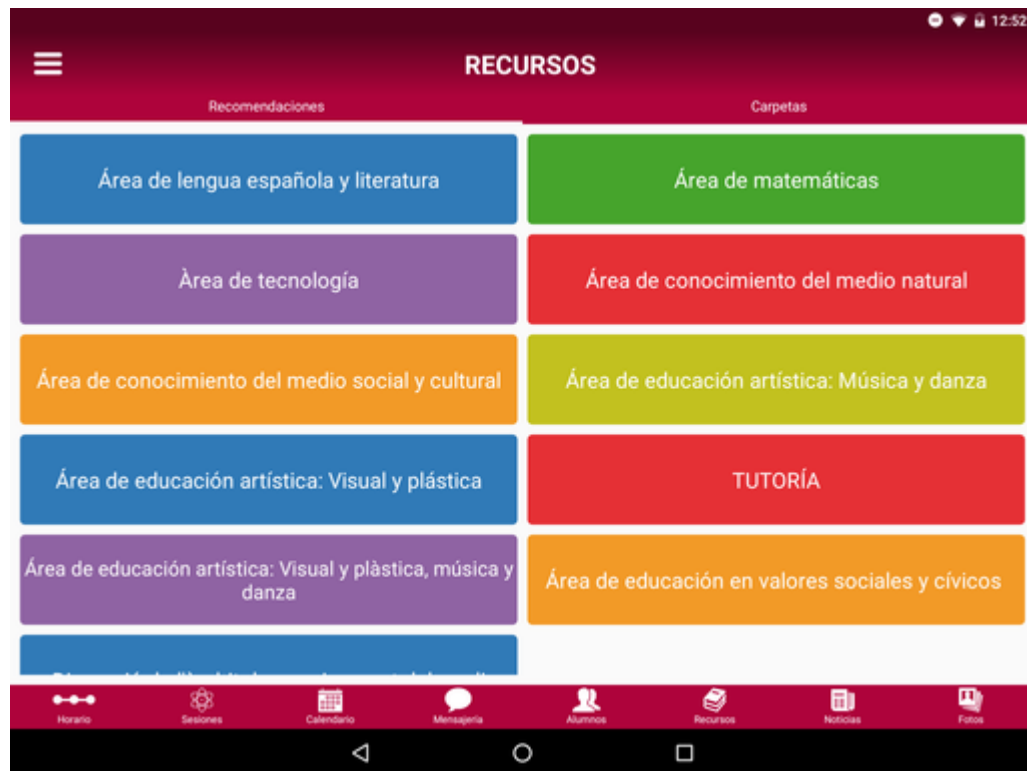 12:52
RECURSOS
Recomendaciones
Carpetas
Área de lengua española y literatura
Área de matemáticas
Àrea de tecnología
Área de conocimiento del medio natural
Área de conocimiento del medio social y cultural
Área de educación artística: Música y danza
Área de educación artística: Visual y plástica
TUTORÍA
Área de educación artística: Visual y plàstica, música y
danza
Área de educación en valores sociales y cívicos
Horario
Sesiones
Calendario
Mensajería
Alumnos
Recursos
Noticias
Fotos